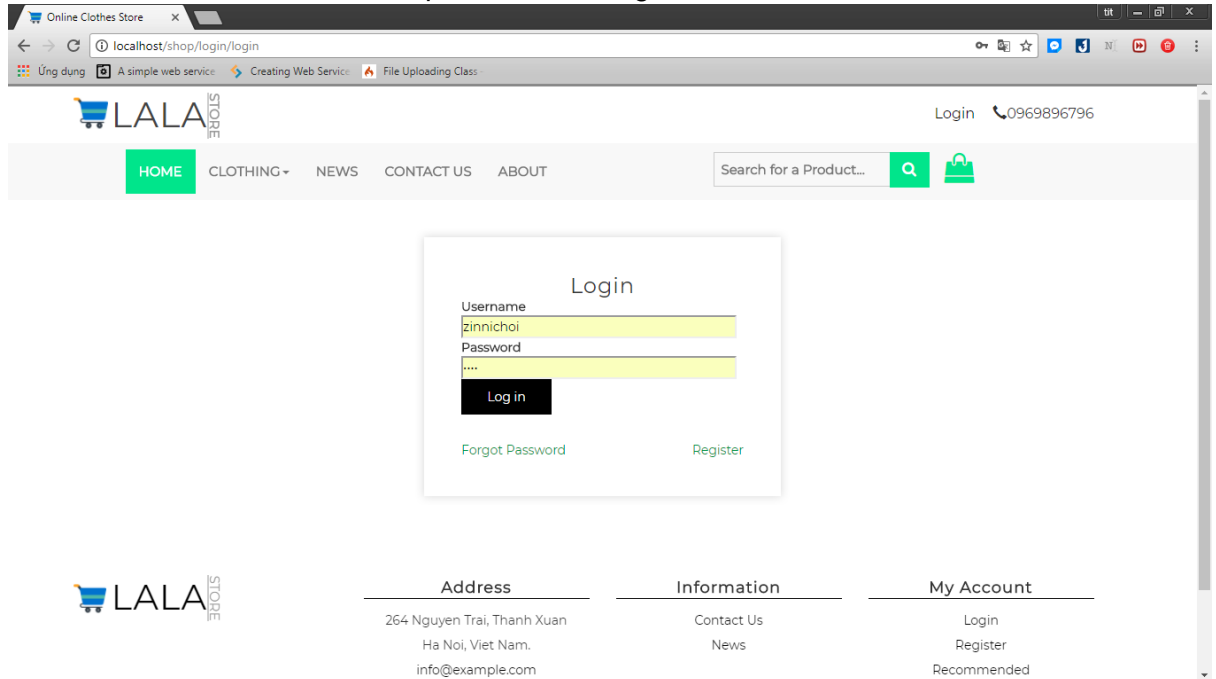 Online Clothes Store
tit
localhost/shop/login/login
Ứng dụng A simple web service Creating Web Service File Uploading Class
LALA STORE
Login 0969896796
HOME CLOTHING NEWS CONTACT US ABOUT Search for a Product...
Login
Username
zinnichoi
Password
....
Log in
Forgot Password Register
LALA STORE
Address Information My Account
264 Nguyen Trai, Thanh Xuan Contact Us Login
Ha Noi, Viet Nam. News Register
info@example.com Recommended